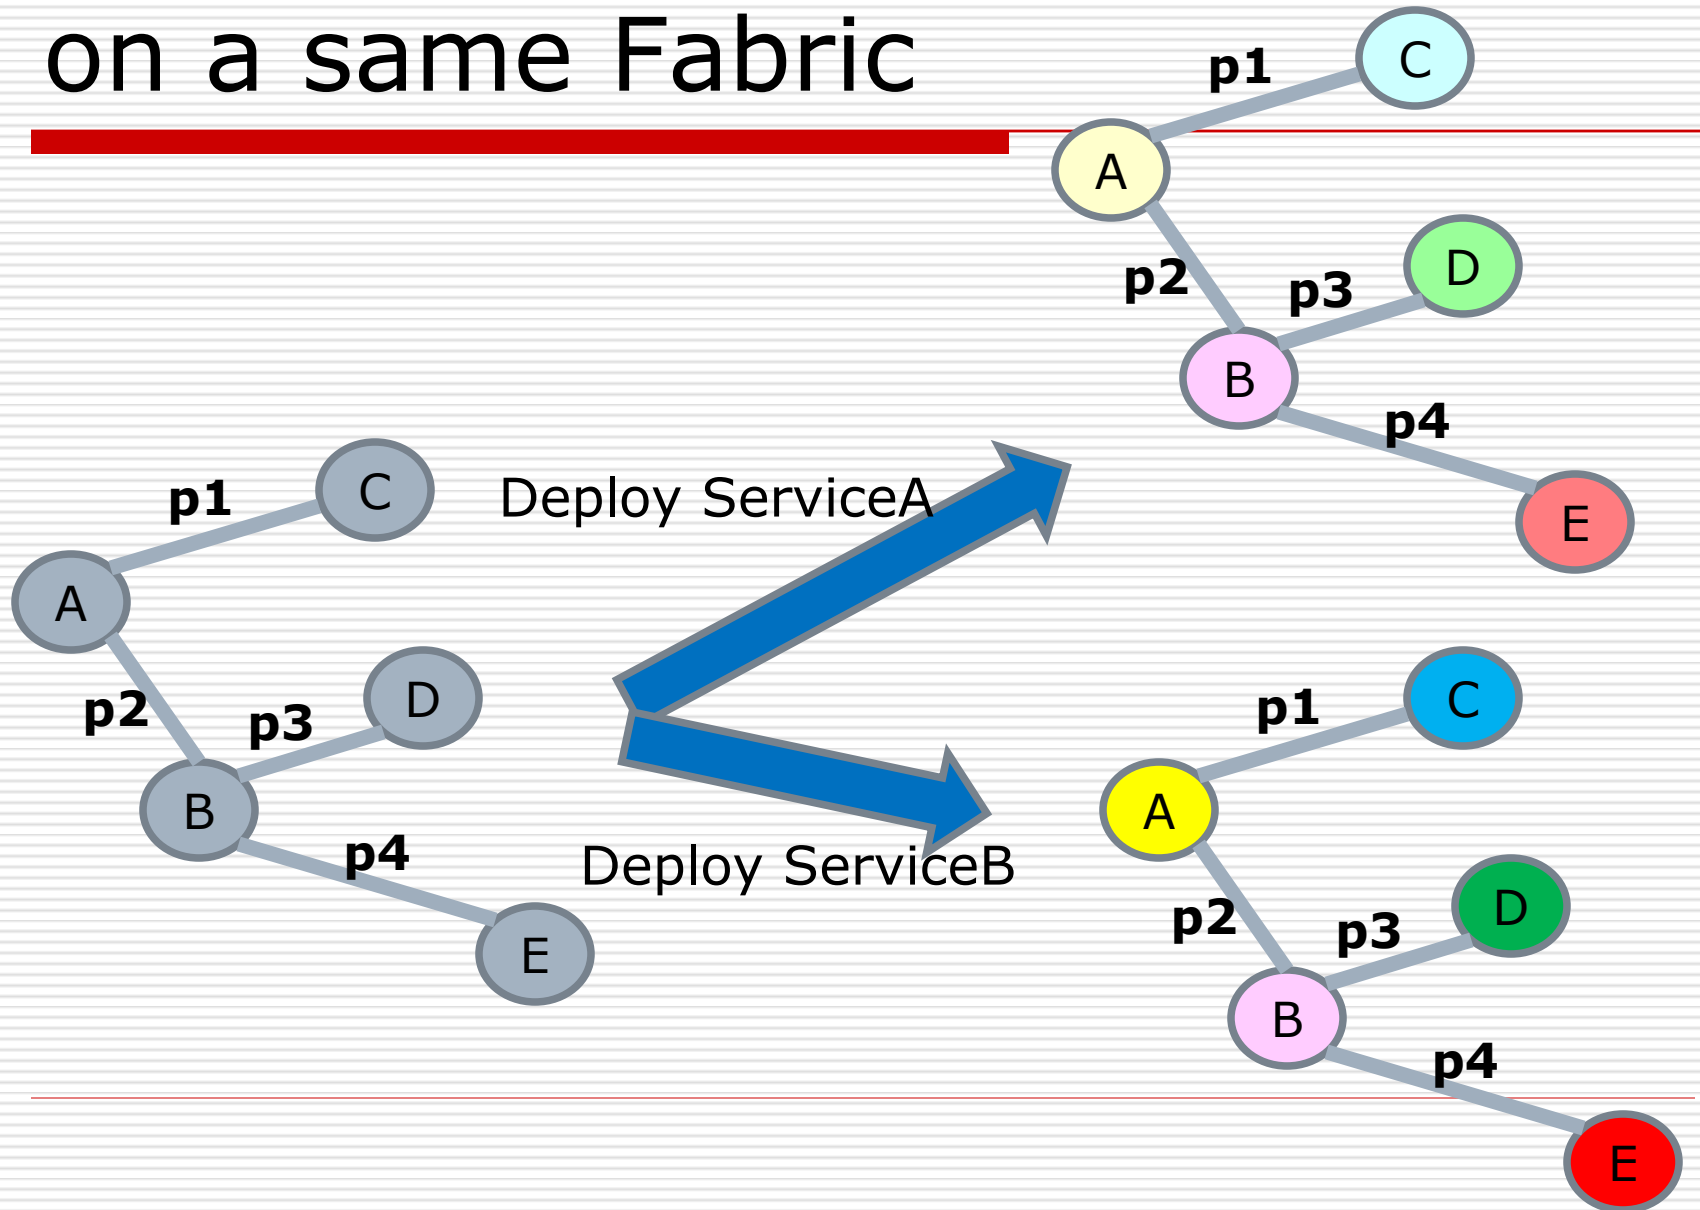 on a same Fabric
p1
C
A
p2
p3
D
B
p4
E
Deploy ServiceA
p1
C
A
p2
p3
D
B
p4
E
Deploy ServiceB
p1
C
A
p2
p3
D
B
p4
E